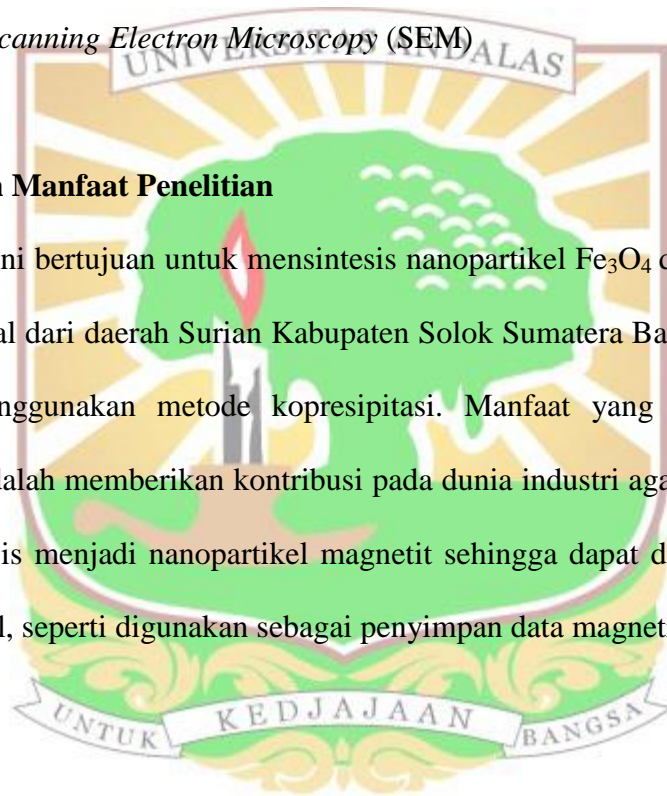 canning Electron Microscopy (SEM)
UNIVERSITAS ANDALAS
n Manfaat Penelitian
ni bertujuan untuk mensintesis nanopartikel Fe₃O₄ d
al dari daerah Surian Kabupaten Solok Sumatera Ba
nggunakan metode kopresipitasi. Manfaat yang
alah memberikan kontribusi pada dunia industri aga
is menjadi nanopartikel magnetit sehingga dapat d
l, seperti digunakan sebagai penyimpan data magneti
UNTUK KEDJAJAAN BANGSA